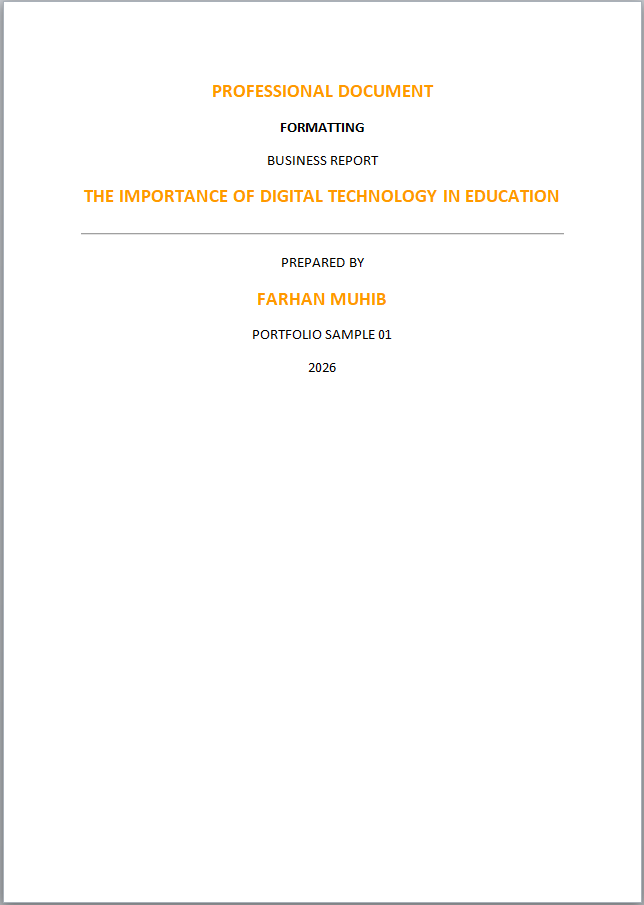 PROFESSIONAL DOCUMENT
FORMATTING
BUSINESS REPORT
THE IMPORTANCE OF DIGITAL TECHNOLOGY IN EDUCATION
PREPARED BY
FARHAN MUHIB
PORTFOLIO SAMPLE 01
2026